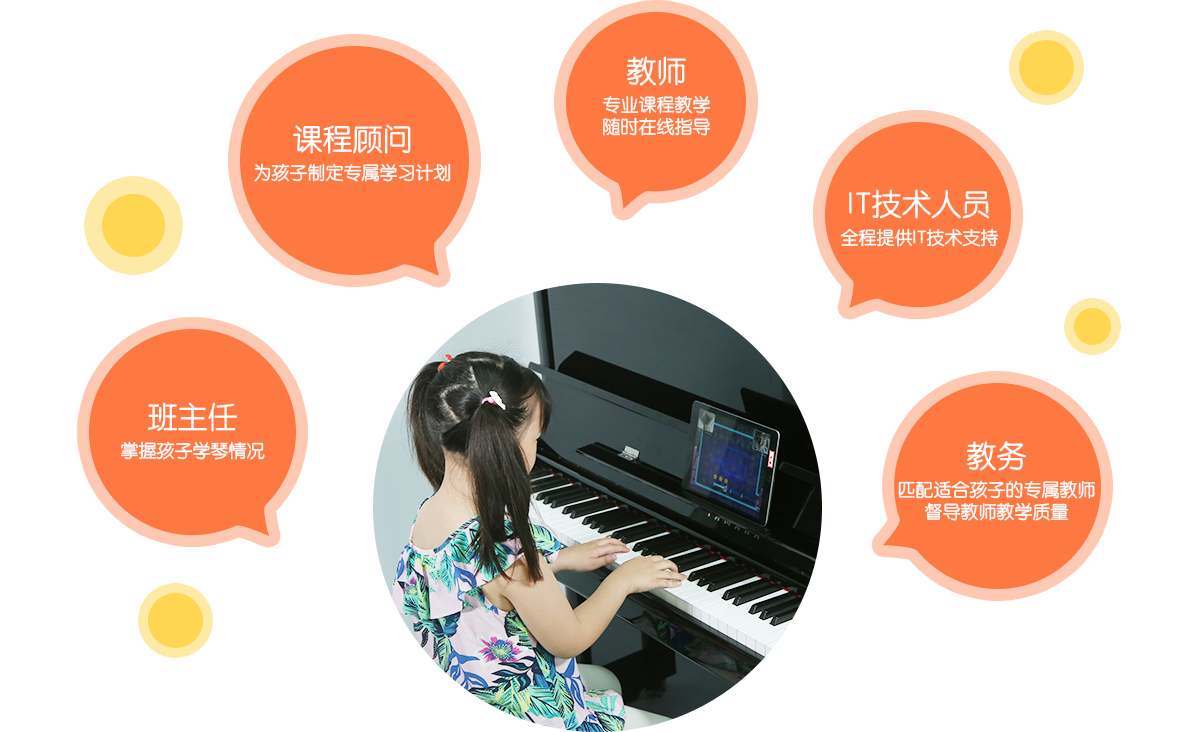 课程顾问
为孩子制定专属学习计划
教师
专业课程教学
随时在线指导
IT技术人员
全程提供IT技术支持
班主任
掌握孩子学琴情况
教务
匹配适合孩子的专属教师
督导教师教学质量